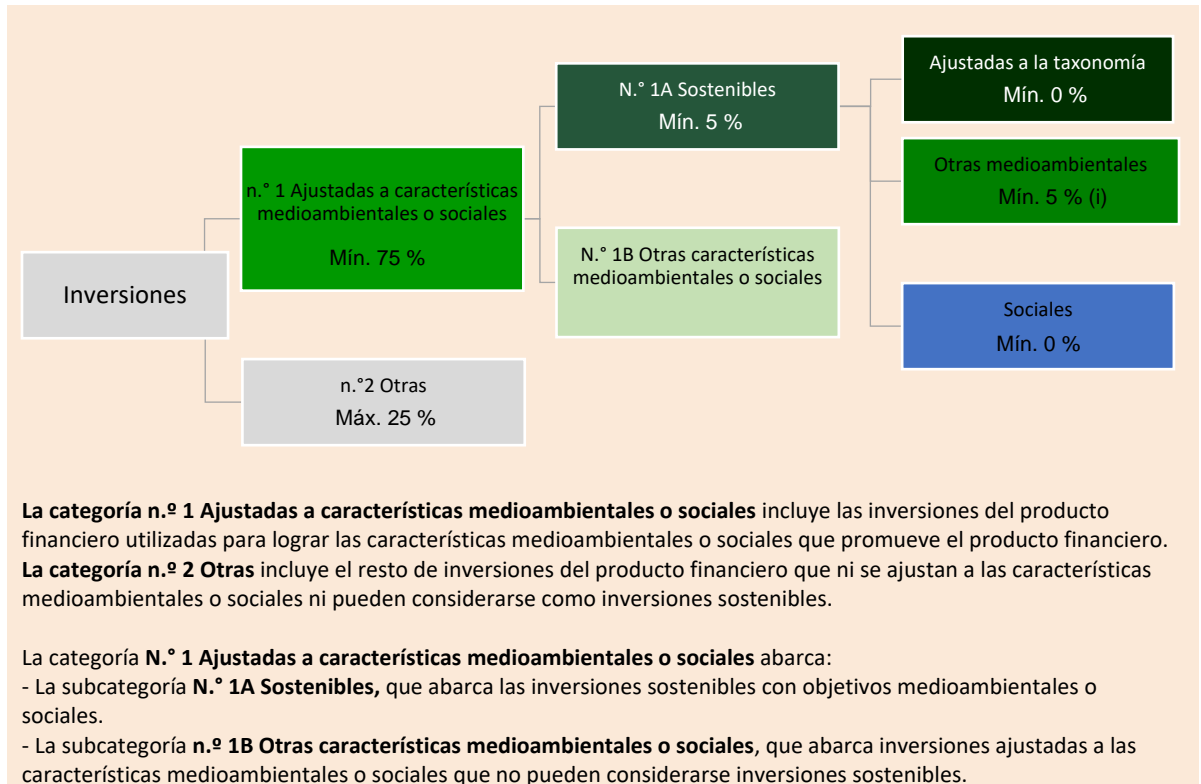 Inversiones
n.° 1 Ajustadas a características
medioambientales o sociales
Mín. 75 %
n.°2 Otras
Máx. 25 %
N.° 1A Sostenibles
Mín. 5 %
N.° 1B Otras características
medioambientales o sociales
Ajustadas a la taxonomía
Mín. 0 %
Otras medioambientales
Mín. 5 % (i)
Sociales
Mín. 0 %
La categoría n.º 1 Ajustadas a características medioambientales o sociales incluye las inversiones del producto
financiero utilizadas para lograr las características medioambientales o sociales que promueve el producto financiero.
La categoría n.º 2 Otras incluye el resto de inversiones del producto financiero que ni se ajustan a las características
medioambientales o sociales ni pueden considerarse como inversiones sostenibles.
La categoría N.° 1 Ajustadas a características medioambientales o sociales abarca:
- La subcategoría N.° 1A Sostenibles, que abarca las inversiones sostenibles con objetivos medioambientales o
sociales.
- La subcategoría n.º 1B Otras características medioambientales o sociales, que abarca inversiones ajustadas a las
características medioambientales o sociales que no pueden considerarse inversiones sostenibles.